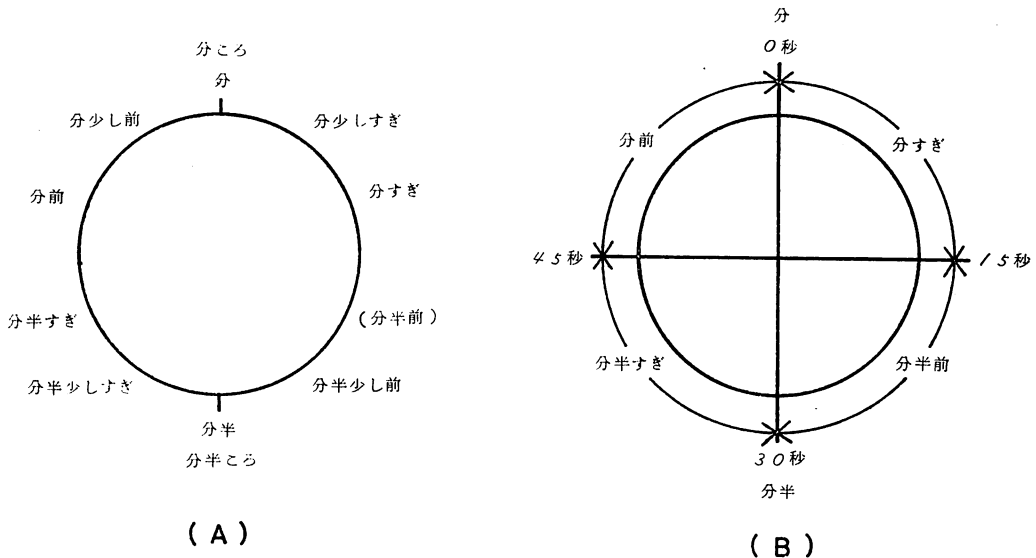 分ころ
分
分少し前
分少しすぎ
分前
分すぎ
分半すぎ
(分半前)
分半少しすぎ
分半少し前
分半
分半ころ
(A)
分
0秒
分前
分すぎ
45秒
15秒
分半すぎ
分半前
30秒
分半
(B)